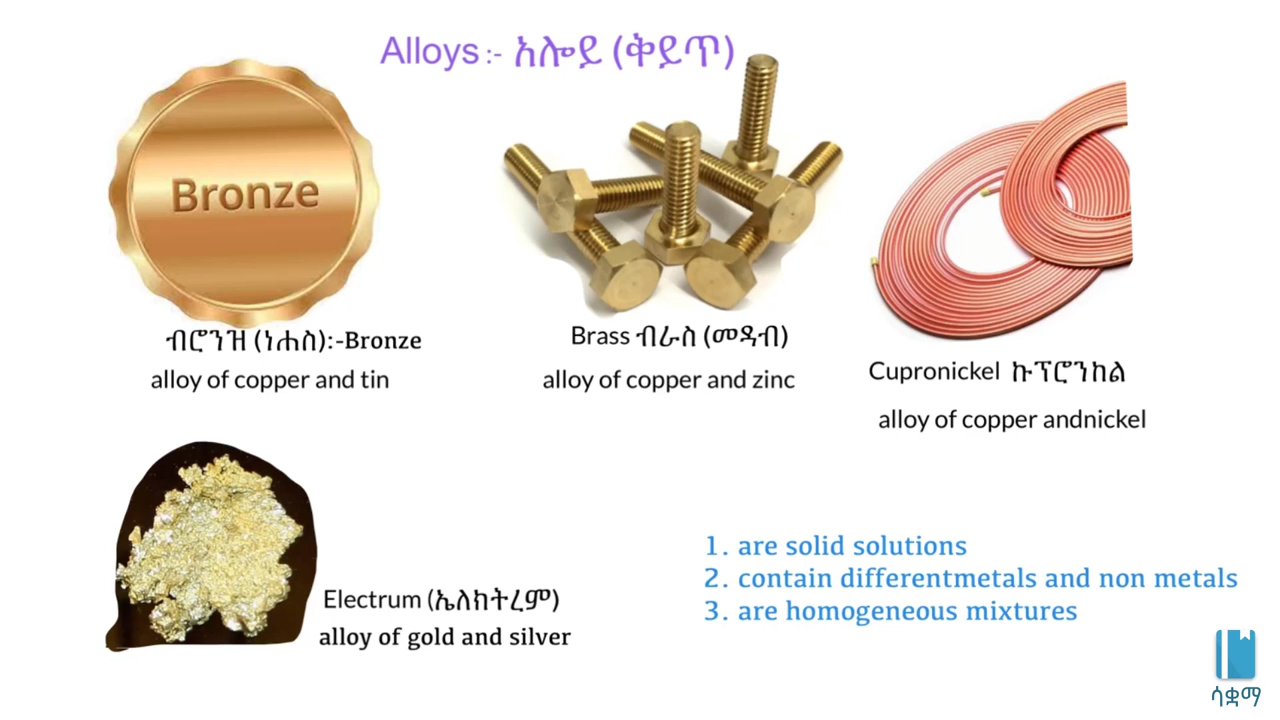 Alloys :- አሎይ (ቅይጥ)
Bronze
ብሮንዝ (ነሐስ):-Bronze
alloy of copper and tin
Brass ብራስ (መዳብ)
alloy of copper and zinc
Cupronickel ኩፕሮንከል
alloy of copper andnickel
Electrum (ኤለክትረም)
alloy of gold and silver
1. are solid solutions
2. contain differentmetals and non metals
3. are homogeneous mixtures
ሳቋማ